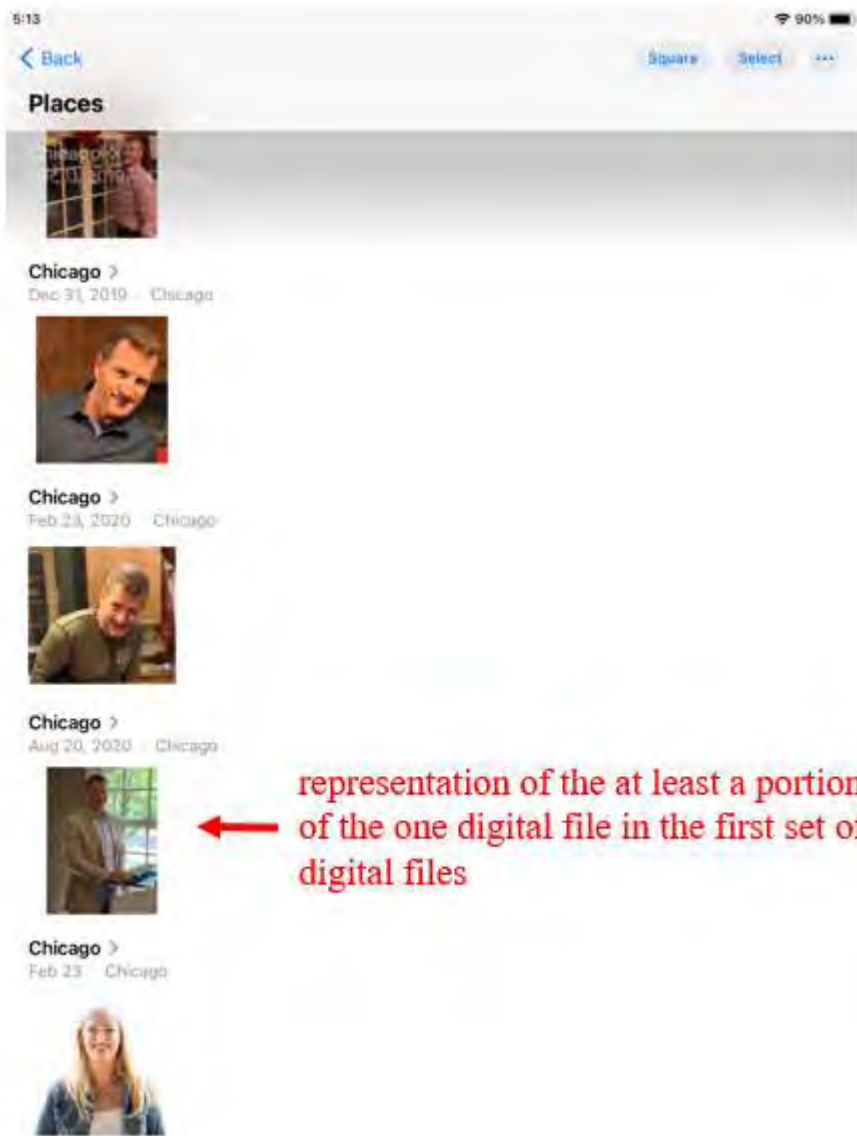 5:13 90%
Back Square Select ...
Places
Chicago >
Dec 31, 2019 Chicago
Chicago >
Feb 23, 2020 Chicago
Chicago >
Aug 20, 2020 Chicago
representation of the at least a portion
of the one digital file in the first set of
digital files
Chicago >
Feb 23 Chicago